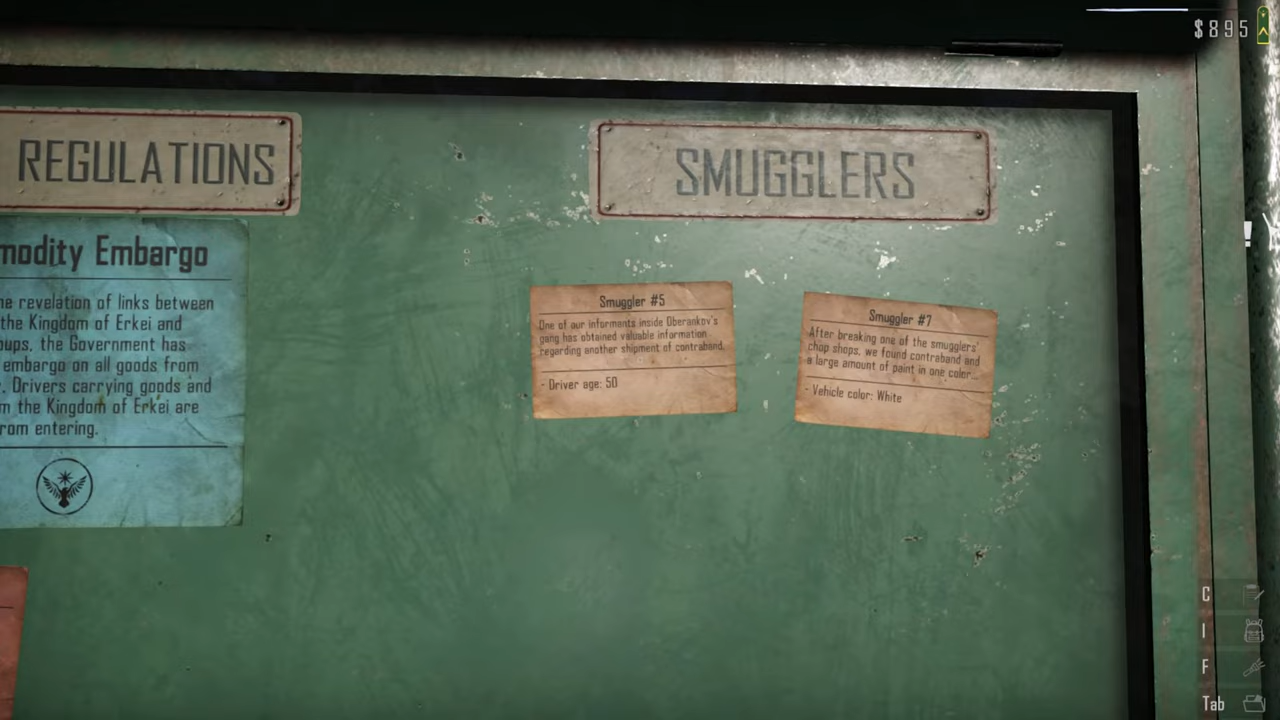 $895
REGULATIONS
SMUGGLERS
modity Embargo
he revelation of links between
the Kingdom of Erkei and
oups, the Government has
embargo on all goods from
. Drivers carrying goods and
m the Kingdom of Erkei are
rom entering.
Smuggler #5
One of our informants inside Oberankov's
gang has obtained valuable information
regarding another shipment of contraband.
- Driver age: 50
Smuggler #7
After breaking one of the smugglers'
chop shops, we found contraband and
a large amount of paint in one color...
- Vehicle color: White
!
C
I
F
Tab